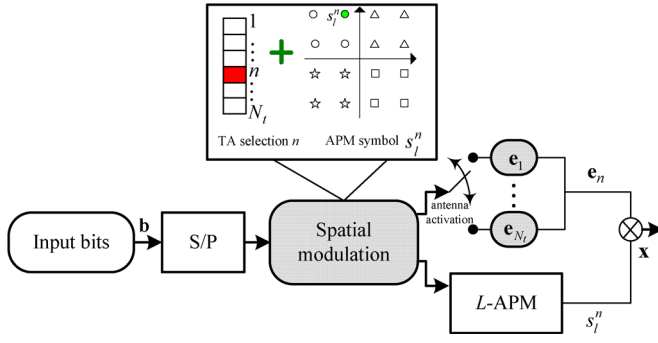 1
n
N_t
s_l^n
TA selection n
APM symbol s_l^n
Input bits
b
S/P
Spatial
modulation
antenna
activation
e_1
e_{N_t}
e_n
L-APM
s_l^n
x